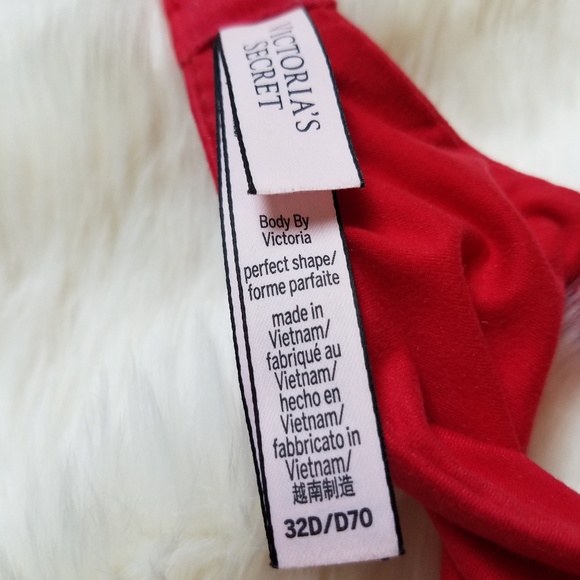 VICTORIA'S
SECRET
Body By
Victoria
perfect shape/
forme parfaite
made in
Vietnam/
fabriqué au
Vietnam/
hecho en
Vietnam/
fabbricato in
Vietnam/
越南制造
32D/D70